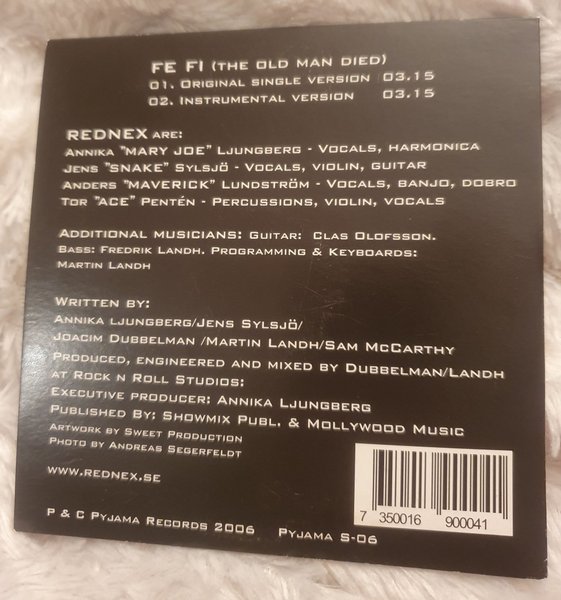 FE FI (THE OLD MAN DIED)
01. ORIGINAL SINGLE VERSION 03.15
02. INSTRUMENTAL VERSION 03.15
REDNEX ARE:
ANNIKA "MARY JOE" LJUNGBERG - VOCALS, HARMONICA
JENS "SNAKE" SYLSJÖ - VOCALS, VIOLIN, GUITAR
ANDERS "MAVERICK" LUNDSTRÖM - VOCALS, BANJO, DOBRO
TOR "ACE" PENTÉN - PERCUSSIONS, VIOLIN, VOCALS
ADDITIONAL MUSICIANS: GUITAR: CLAS OLOFSSON.
BASS: FREDRIK LANDH. PROGRAMMING & KEYBOARDS:
MARTIN LANDH
WRITTEN BY:
ANNIKA LJUNGBERG/JENS SYLSJÖ/
JOACIM DUBBELMAN /MARTIN LANDH/SAM MCCARTHY
PRODUCED, ENGINEERED AND MIXED BY DUBBELMAN/LANDH
AT ROCK N ROLL STUDIOS:
EXECUTIVE PRODUCER: ANNIKA LJUNGBERG
PUBLISHED BY: SHOWMIX PUBL. & MOLLYWOOD MUSIC
ARTWORK BY SWEET PRODUCTION
PHOTO BY ANDREAS SEGERFELDT
WWW.REDNEX.SE
7 350016 900041
P & C PYJAMA RECORDS 2006 PYJAMA S-06